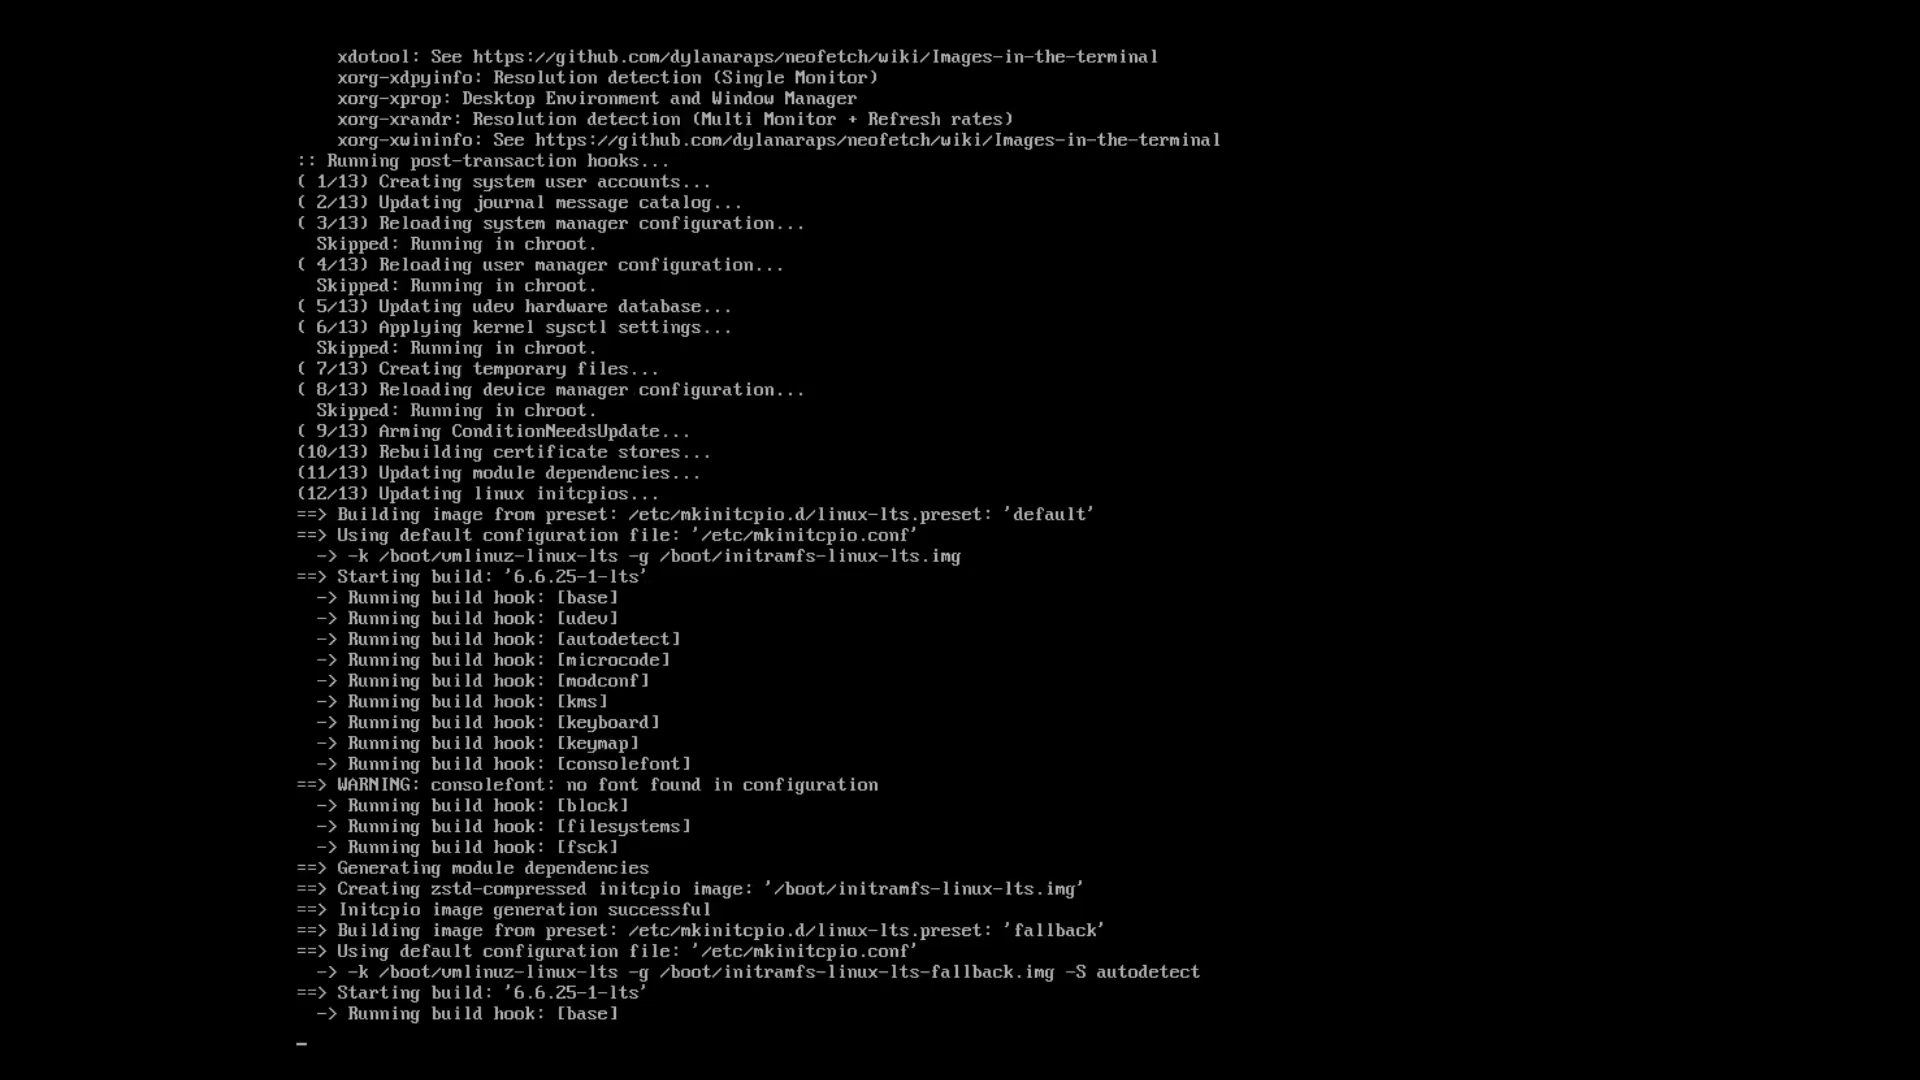 xdotool: See https://github.com/dylanaraps/neofetch/wiki/Images-in-the-terminal
xorg-xdpyinfo: Resolution detection (Single Monitor)
xorg-xprop: Desktop Environment and Window Manager
xorg-xrandr: Resolution detection (Multi Monitor + Refresh rates)
xorg-xwininfo: See https://github.com/dylanaraps/neofetch/wiki/Images-in-the-terminal
:: Running post-transaction hooks...
( 1/13) Creating system user accounts...
( 2/13) Updating journal message catalog...
( 3/13) Reloading system manager configuration...
Skipped: Running in chroot.
( 4/13) Reloading user manager configuration...
Skipped: Running in chroot.
( 5/13) Updating udev hardware database...
( 6/13) Applying kernel sysctl settings...
Skipped: Running in chroot.
( 7/13) Creating temporary files...
( 8/13) Reloading device manager configuration...
Skipped: Running in chroot.
( 9/13) Arming ConditionNeedsUpdate...
(10/13) Rebuilding certificate stores...
(11/13) Updating module dependencies...
(12/13) Updating linux initcpios...
==> Building image from preset: /etc/mkinitcpio.d/linux-lts.preset: 'default'
==> Using default configuration file: '/etc/mkinitcpio.conf'
-> -k /boot/vmlinuz-linux-lts -g /boot/initramfs-linux-lts.img
==> Starting build: '6.6.25-1-lts'
-> Running build hook: [base]
-> Running build hook: [udev]
-> Running build hook: [autodetect]
-> Running build hook: [microcode]
-> Running build hook: [modconf]
-> Running build hook: [kms]
-> Running build hook: [keyboard]
-> Running build hook: [keymap]
-> Running build hook: [consolefont]
==> WARNING: consolefont: no font found in configuration
-> Running build hook: [block]
-> Running build hook: [filesystems]
-> Running build hook: [fsck]
==> Generating module dependencies
==> Creating zstd-compressed initcpio image: '/boot/initramfs-linux-lts.img'
==> Initcpio image generation successful
==> Building image from preset: /etc/mkinitcpio.d/linux-lts.preset: 'fallback'
==> Using default configuration file: '/etc/mkinitcpio.conf'
-> -k /boot/vmlinuz-linux-lts -g /boot/initramfs-linux-lts-fallback.img -S autodetect
==> Starting build: '6.6.25-1-lts'
-> Running build hook: [base]